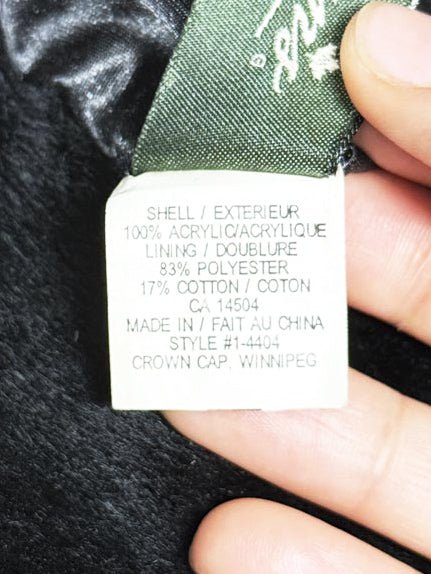 SHELL / EXTERIEUR
100% ACRYLIC/ACRYLIQUE
LINING / DOUBLURE
83% POLYESTER
17% COTTON / COTON
CA 14504
MADE IN / FAIT AU CHINA
STYLE #1-4404
CROWN CAP, WINNIPEG